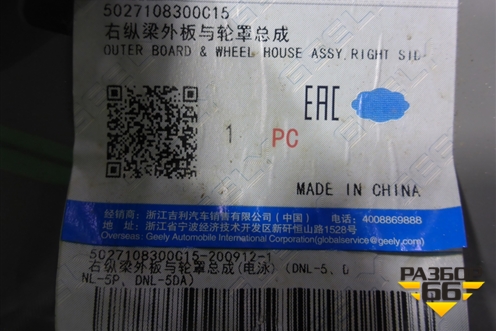 5027108300C15
右纵梁外板与轮罩总成
OUTER BOARD & WHEEL HOUSE ASSY,RIGHT SID
EAC
1 PC
MADE IN CHINA
经销商: 浙江吉利汽车销售有限公司（中国） 电话: 4008869888
地 址: 浙江省宁波经济技术开发区新矸恒山路1528号
Overseas: Geely Automobile International Corporation(globalservice@geely.com)
5027108300C15-200912-1
右纵梁外板与轮罩总成(电泳) (DNL-5、D
NL-5P、DNL-5DA)
РАЗБОР
66